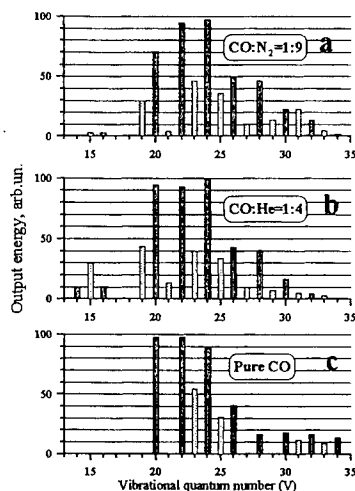 100
CO:N₂=1:9
a
50
0
15 20 25 30 35
100
CO:He=1:4
b
50
0
15 20 25 30 35
100
Pure CO
c
50
0
15 20 25 30 35
Output energy, arb.un.
Vibrational quantum number (V)